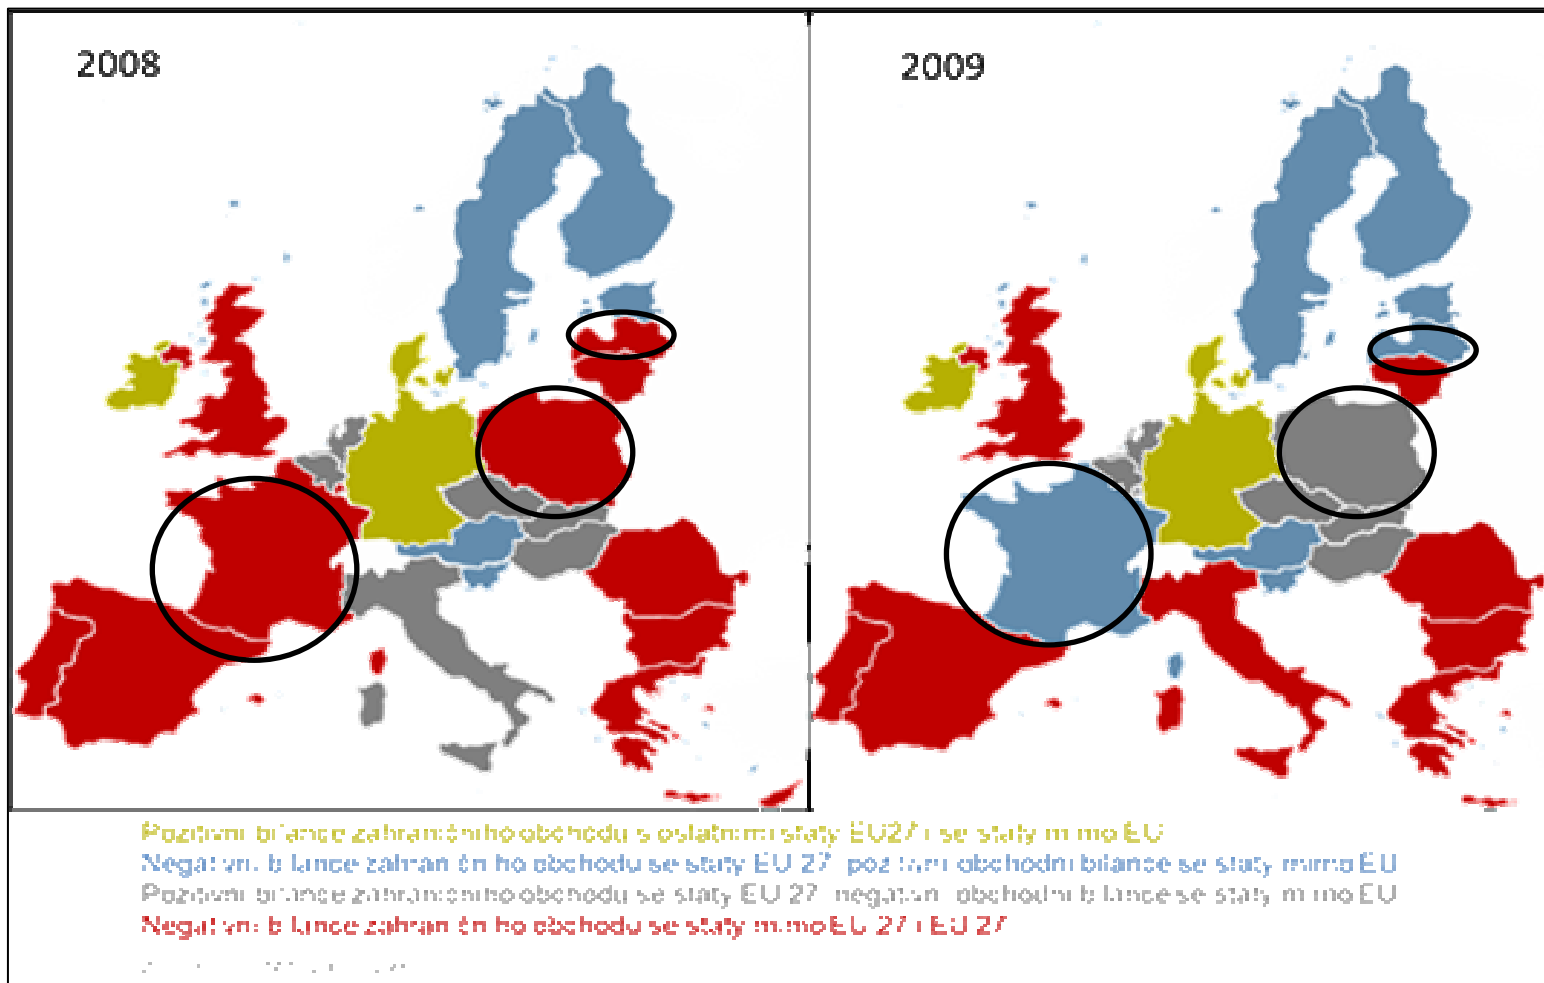 2008
2009
Pozitivní bilance zahraničního obchodu s ostatními státy EU27 i se státy mimo EU
Negativní bilance zahraničního obchodu se státy EU 27 pozitivní obchodní bilance se státy mimo EU
Pozitivní bilance zahraničního obchodu se státy EU 27 negativní obchodní bilance se státy mimo EU
Negativní bilance zahraničního obchodu se státy mimo EU 27 i EU 27